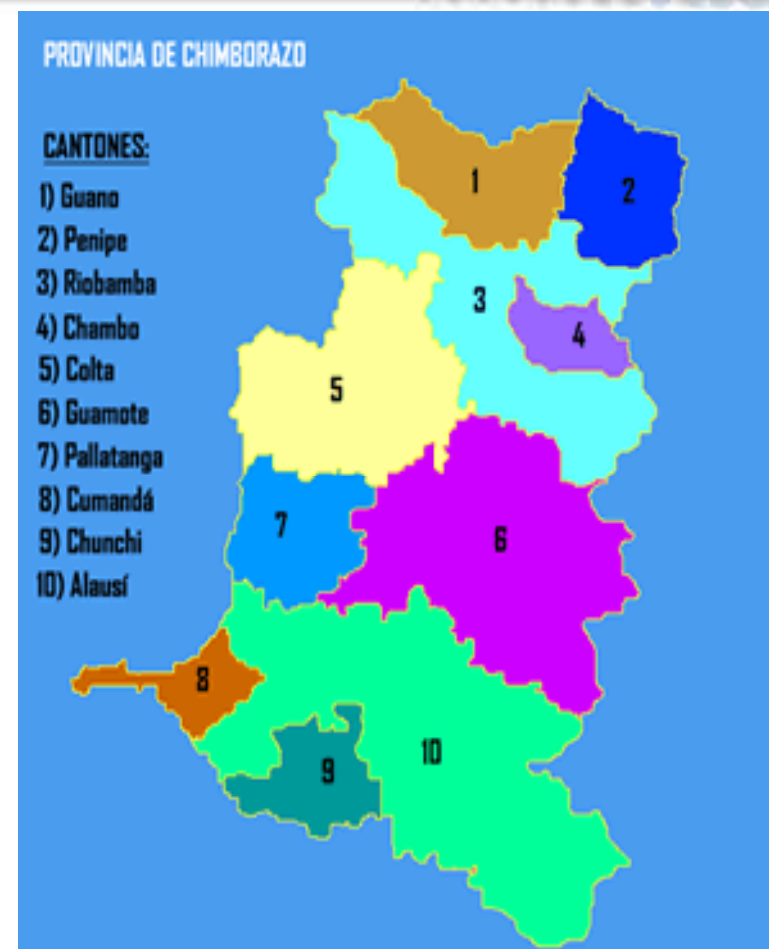 PROVINCIA DE CHIMBORAZO
CANTONES:
1) Guano
2) Penipe
3) Riobamba
4) Chambo
5) Colta
6) Guamote
7) Pallatanga
8) Cumandá
9) Chunchi
10) Alausí
1
2
3
4
5
6
7
8
9
10